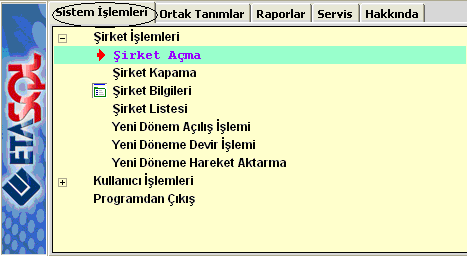 Sistem İşlemleri Ortak Tanımlar Raporlar Servis Hakkında
Şirket İşlemleri
Şirket Açma
Şirket Kapama
Şirket Bilgileri
Şirket Listesi
Yeni Dönem Açılış İşlemi
Yeni Döneme Devir İşlemi
Yeni Döneme Hareket Aktarma
Kullanıcı İşlemleri
Programdan Çıkış
ETASQL